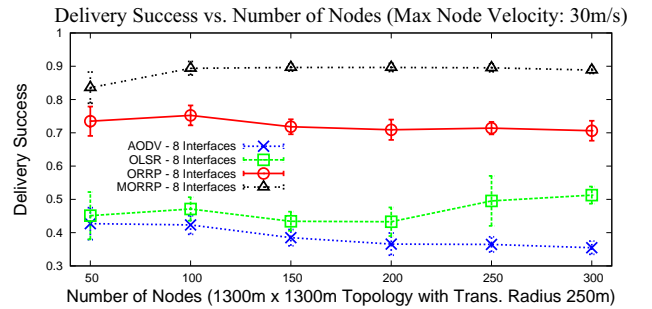 Delivery Success vs. Number of Nodes (Max Node Velocity: 30m/s)
Delivery Success
1
0.9
0.8
0.7
0.6
0.5
0.4
0.3
AODV - 8 Interfaces
OLSR - 8 Interfaces
ORRP - 8 Interfaces
MORRP - 8 Interfaces
50 100 150 200 250 300
Number of Nodes (1300m x 1300m Topology with Trans. Radius 250m)